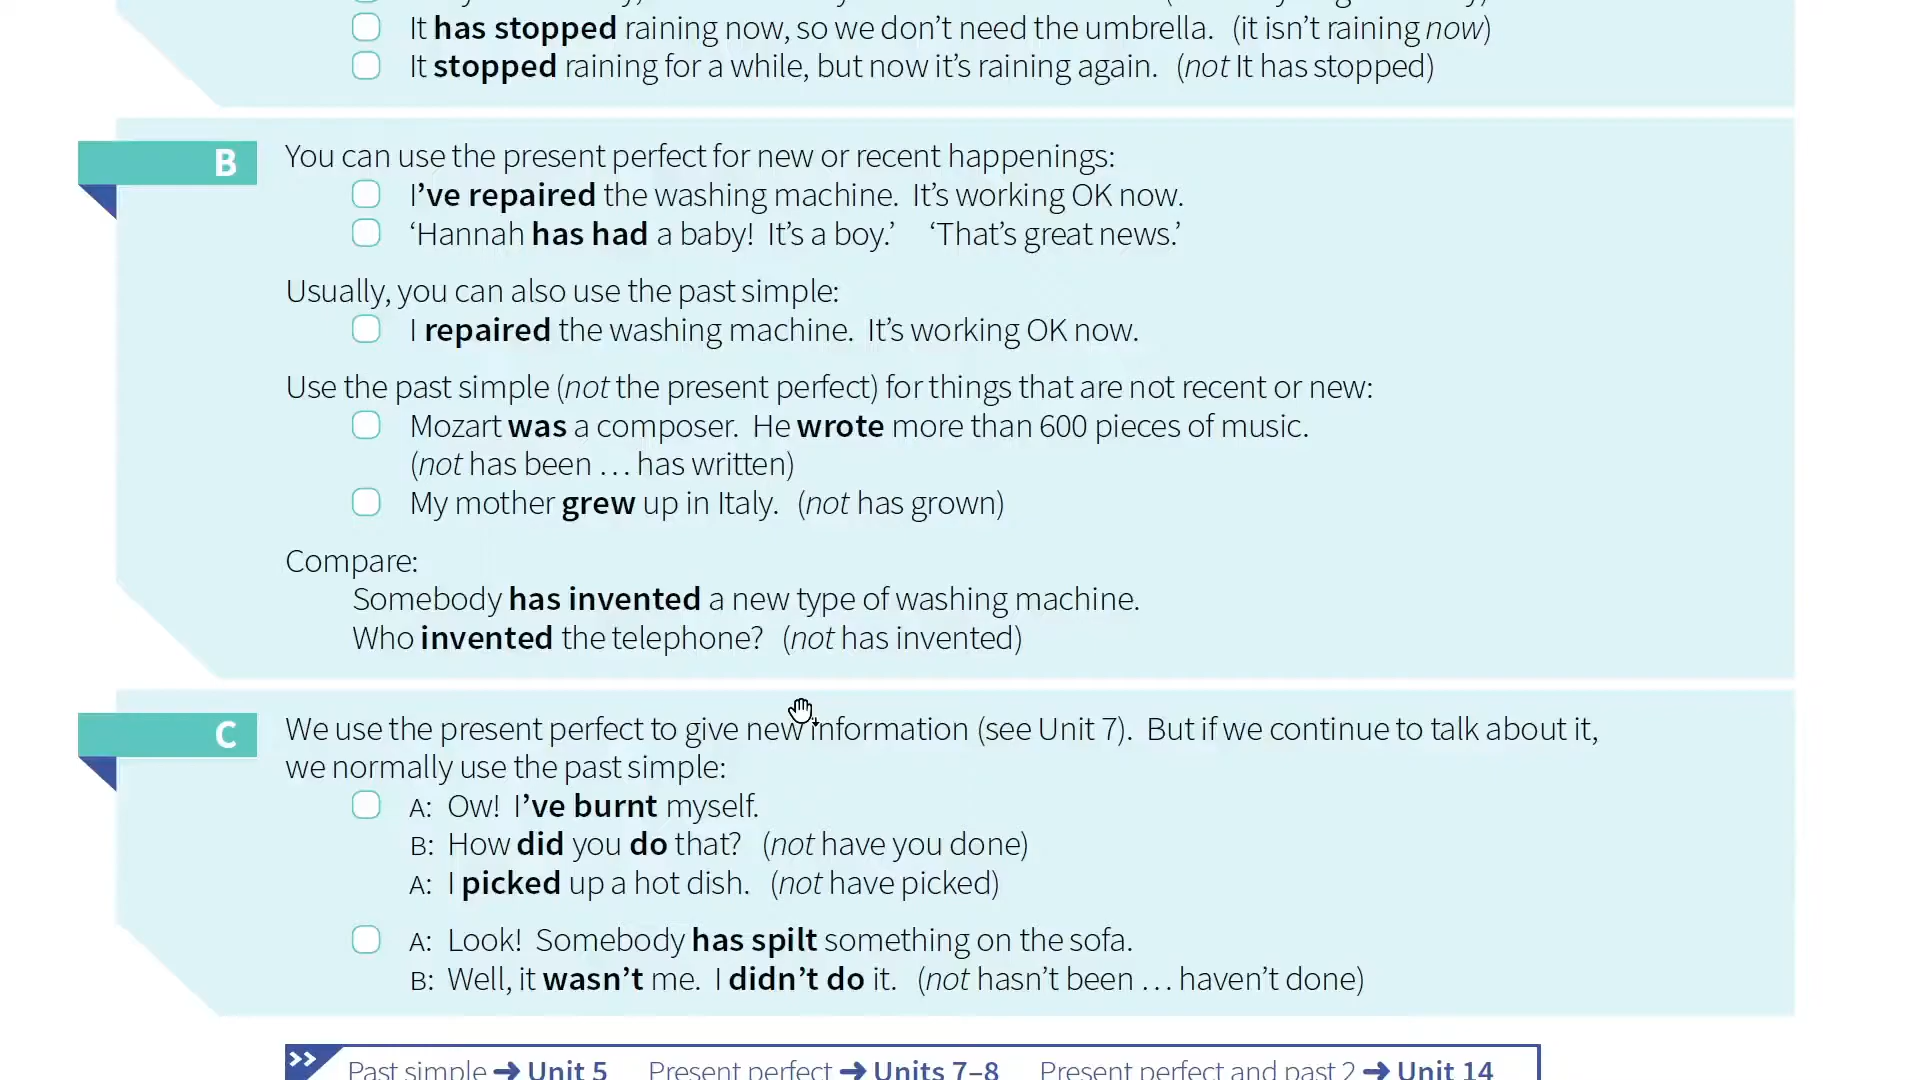 It has stopped raining now, so we don’t need the umbrella. (it isn’t raining now)
It stopped raining for a while, but now it’s raining again. (not It has stopped)
B
You can use the present perfect for new or recent happenings:
I’ve repaired the washing machine. It’s working OK now.
‘Hannah has had a baby! It’s a boy.’ ‘That’s great news.’
Usually, you can also use the past simple:
I repaired the washing machine. It’s working OK now.
Use the past simple (not the present perfect) for things that are not recent or new:
Mozart was a composer. He wrote more than 600 pieces of music.
(not has been … has written)
My mother grew up in Italy. (not has grown)
Compare:
Somebody has invented a new type of washing machine.
Who invented the telephone? (not has invented)
C
We use the present perfect to give new information (see Unit 7). But if we continue to talk about it,
we normally use the past simple:
A: Ow! I’ve burnt myself.
B: How did you do that? (not have you done)
A: I picked up a hot dish. (not have picked)
A: Look! Somebody has spilt something on the sofa.
B: Well, it wasn’t me. I didn’t do it. (not hasn’t been … haven’t done)
Past simple ➜ Unit 5 Present perfect ➜ Units 7–8 Present perfect and past 2 ➜ Unit 14